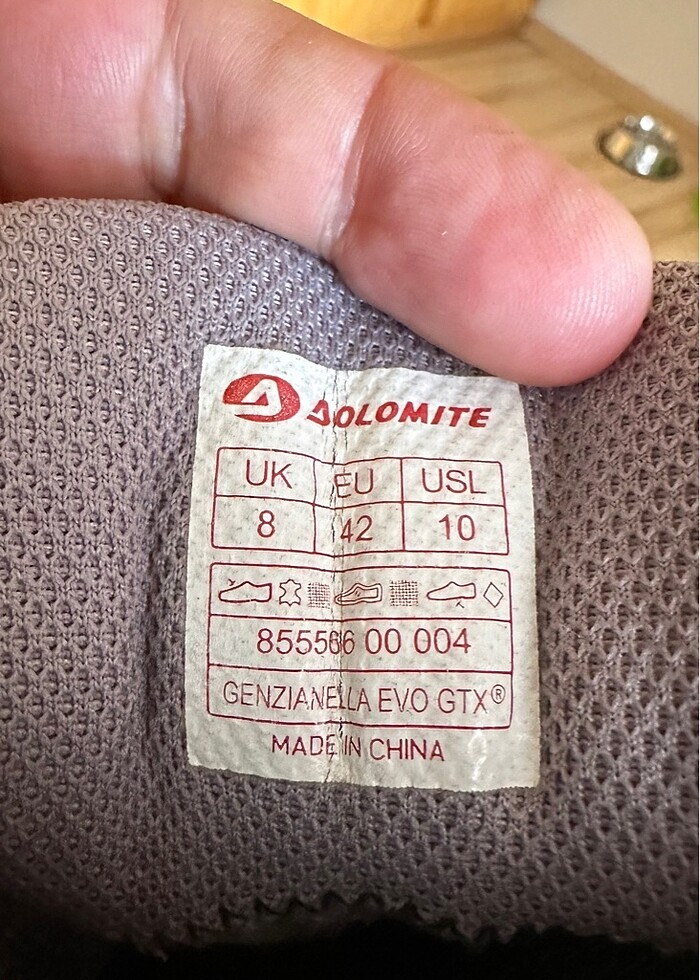 DOLOMITE
UK EU USL
8 42 10
855566 00 004
GENZIANELLA EVO GTX®
MADE IN CHINA